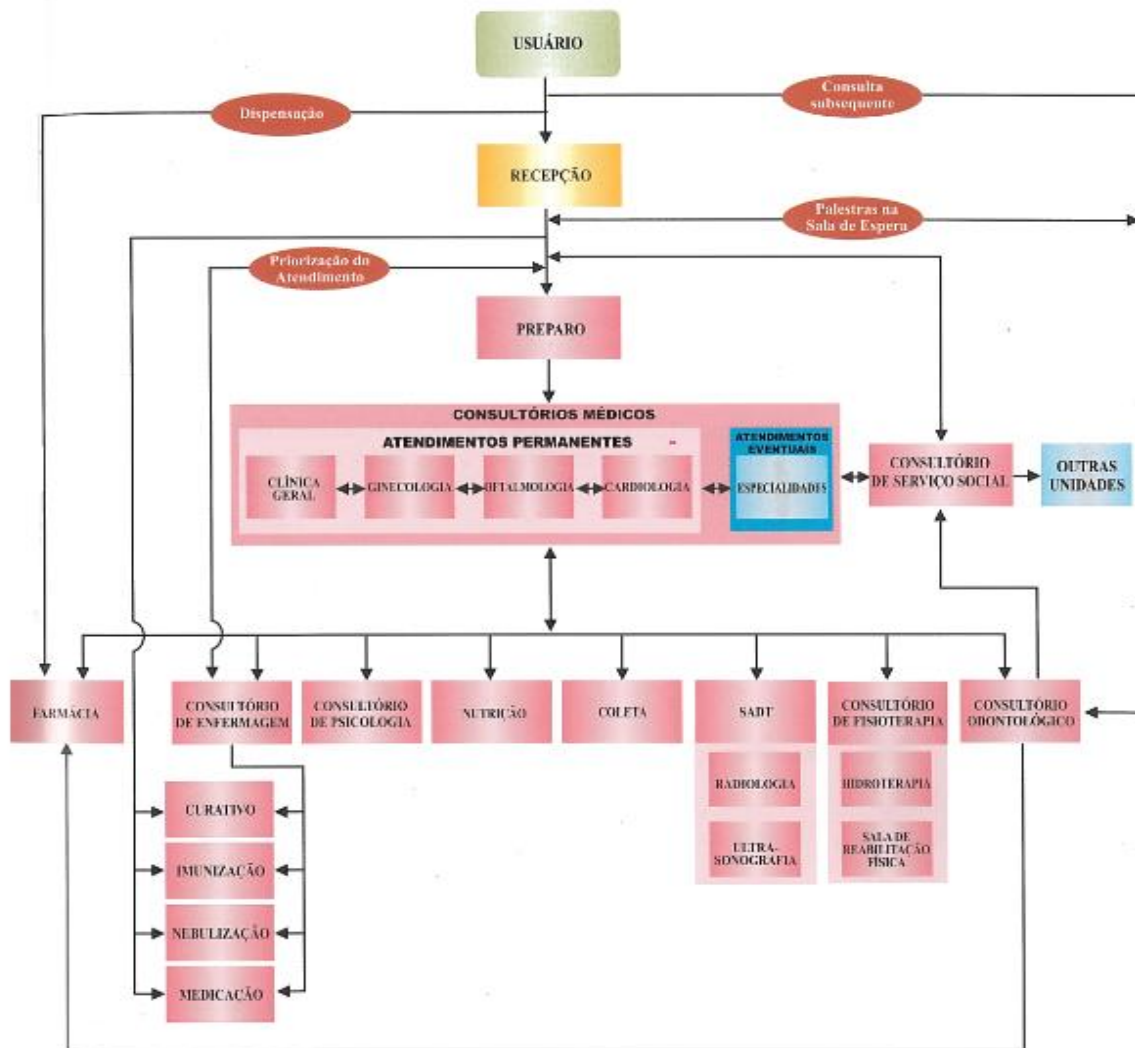 USUÁRIO
Dispensação
Consulta
subsequente
RECEPÇÃO
Palestras na
Sala de Espera
Priorização do
Atendimento
PREPARO
CONSULTÓRIOS MÉDICOS
ATENDIMENTOS PERMANENTES
ATENDIMENTOS
EVENTUAIS
CLÍNICA
GERAL
GINECOLOGIA
OFTALMOLOGIA
CARDIOLOGIA
ESPECIALIDADES
CONSULTÓRIO
DE SERVIÇO SOCIAL
OUTRAS
UNIDADES
FARMÁCIA
CONSULTÓRIO
DE ENFERMAGEM
CONSULTÓRIO
DE PSICOLOGIA
NUTRIÇÃO
COLETA
SADT
CONSULTÓRIO
DE FISIOTERAPIA
CONSULTÓRIO
ODONTOLÓGICO
RADIOLOGIA
HIDROTERAPIA
CURATIVO
ULTRA-
SONOGRAFIA
SALA DE
REABILITAÇÃO
FÍSICA
IMUNIZAÇÃO
NEBULIZAÇÃO
MEDICAÇÃO